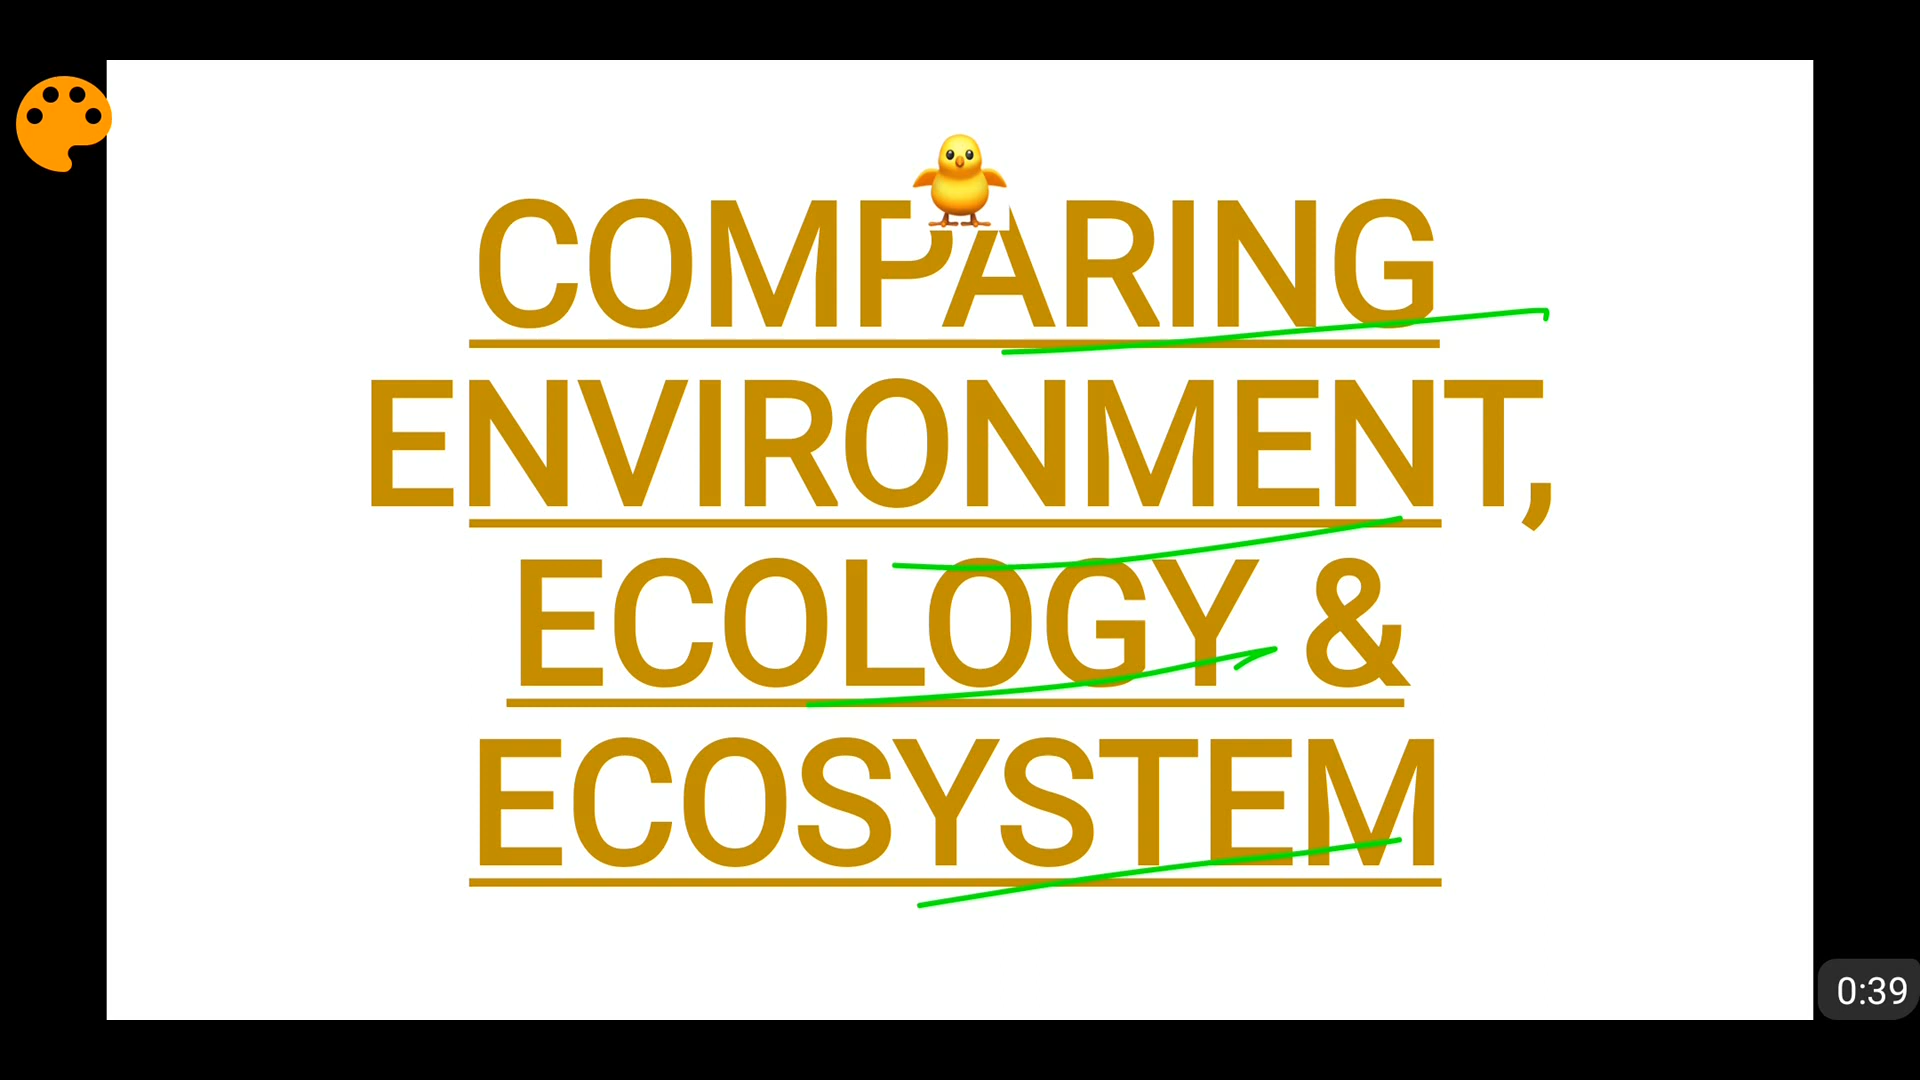 COMPARING
ENVIRONMENT,
ECOLOGY &
ECOSYSTEM
0:39